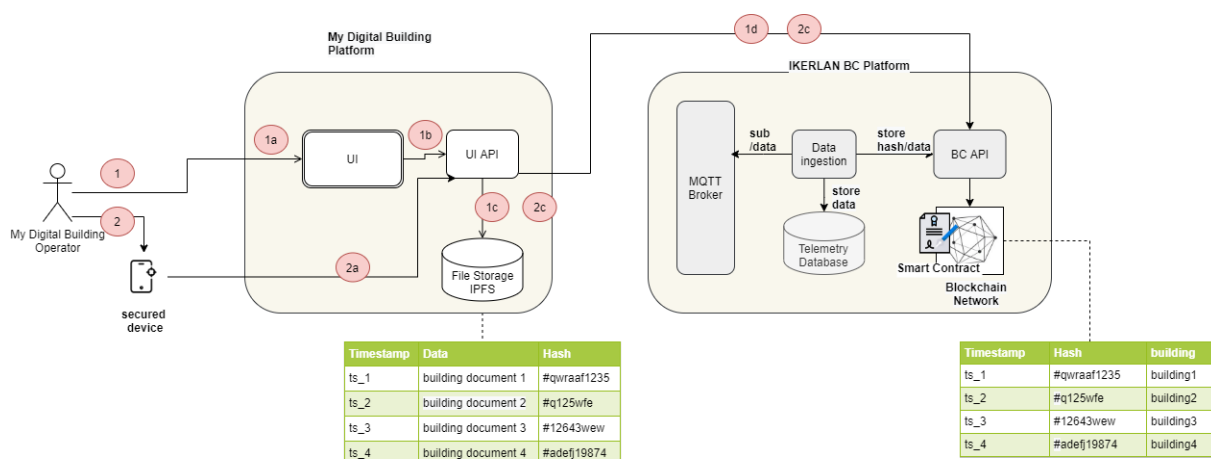 1d
2c
My Digital Building
Platform
IKERLAN BC Platform
1a
1b
UI
UI API
sub
/data
Data
ingestion
store
hash/data
BC API
1
MQTT
Broker
store
data
1c
2c
2
My Digital Building
Operator
2a
File Storage
IPFS
Telemetry
Database
Smart Contract
Blockchain
Network
secured
device
Timestamp Data Hash
ts_1 building document 1 #qwraaf1235
ts_2 building document 2 #q125wfe
ts_3 building document 3 #12643wew
ts_4 building document 4 #adefj19874
Timestamp Hash building
ts_1 #qwraaf1235 building1
ts_2 #q125wfe building2
ts_3 #12643wew building3
ts_4 #adefj19874 building4